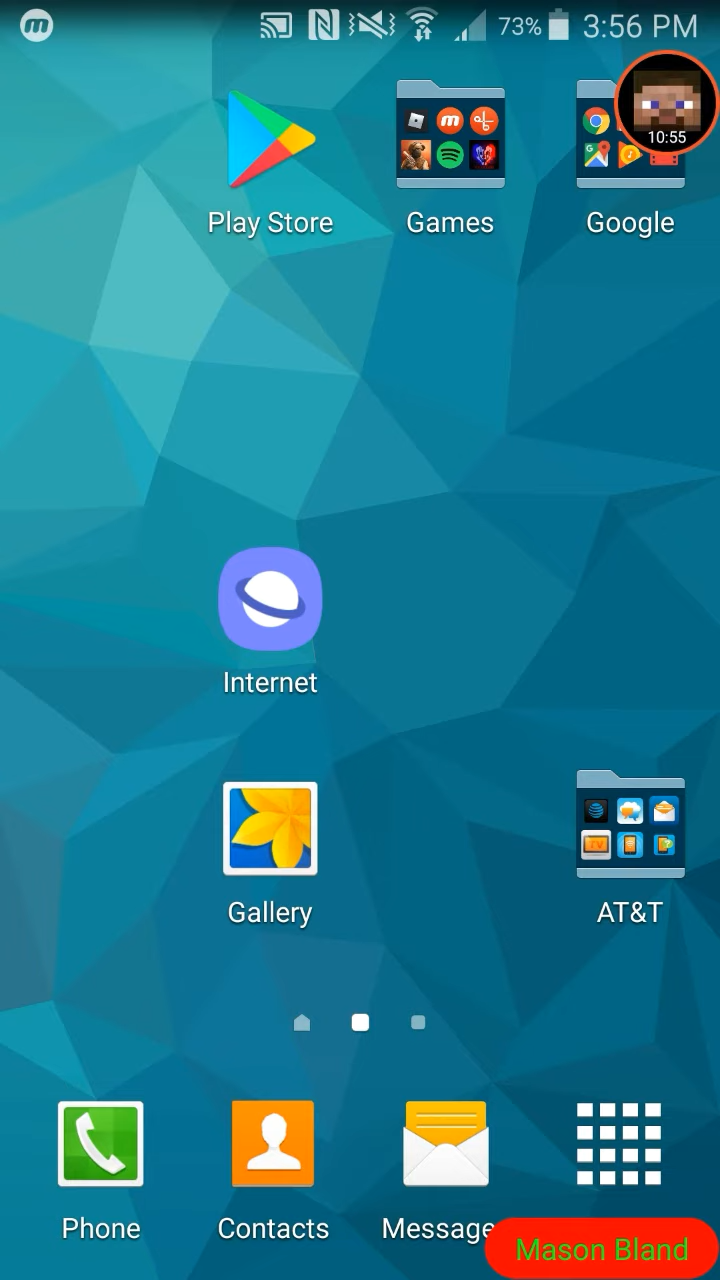 73% 3:56 PM
10:55
Play Store
Games
Google
Internet
Gallery
AT&T
Phone
Contacts
Message
Mason Bland